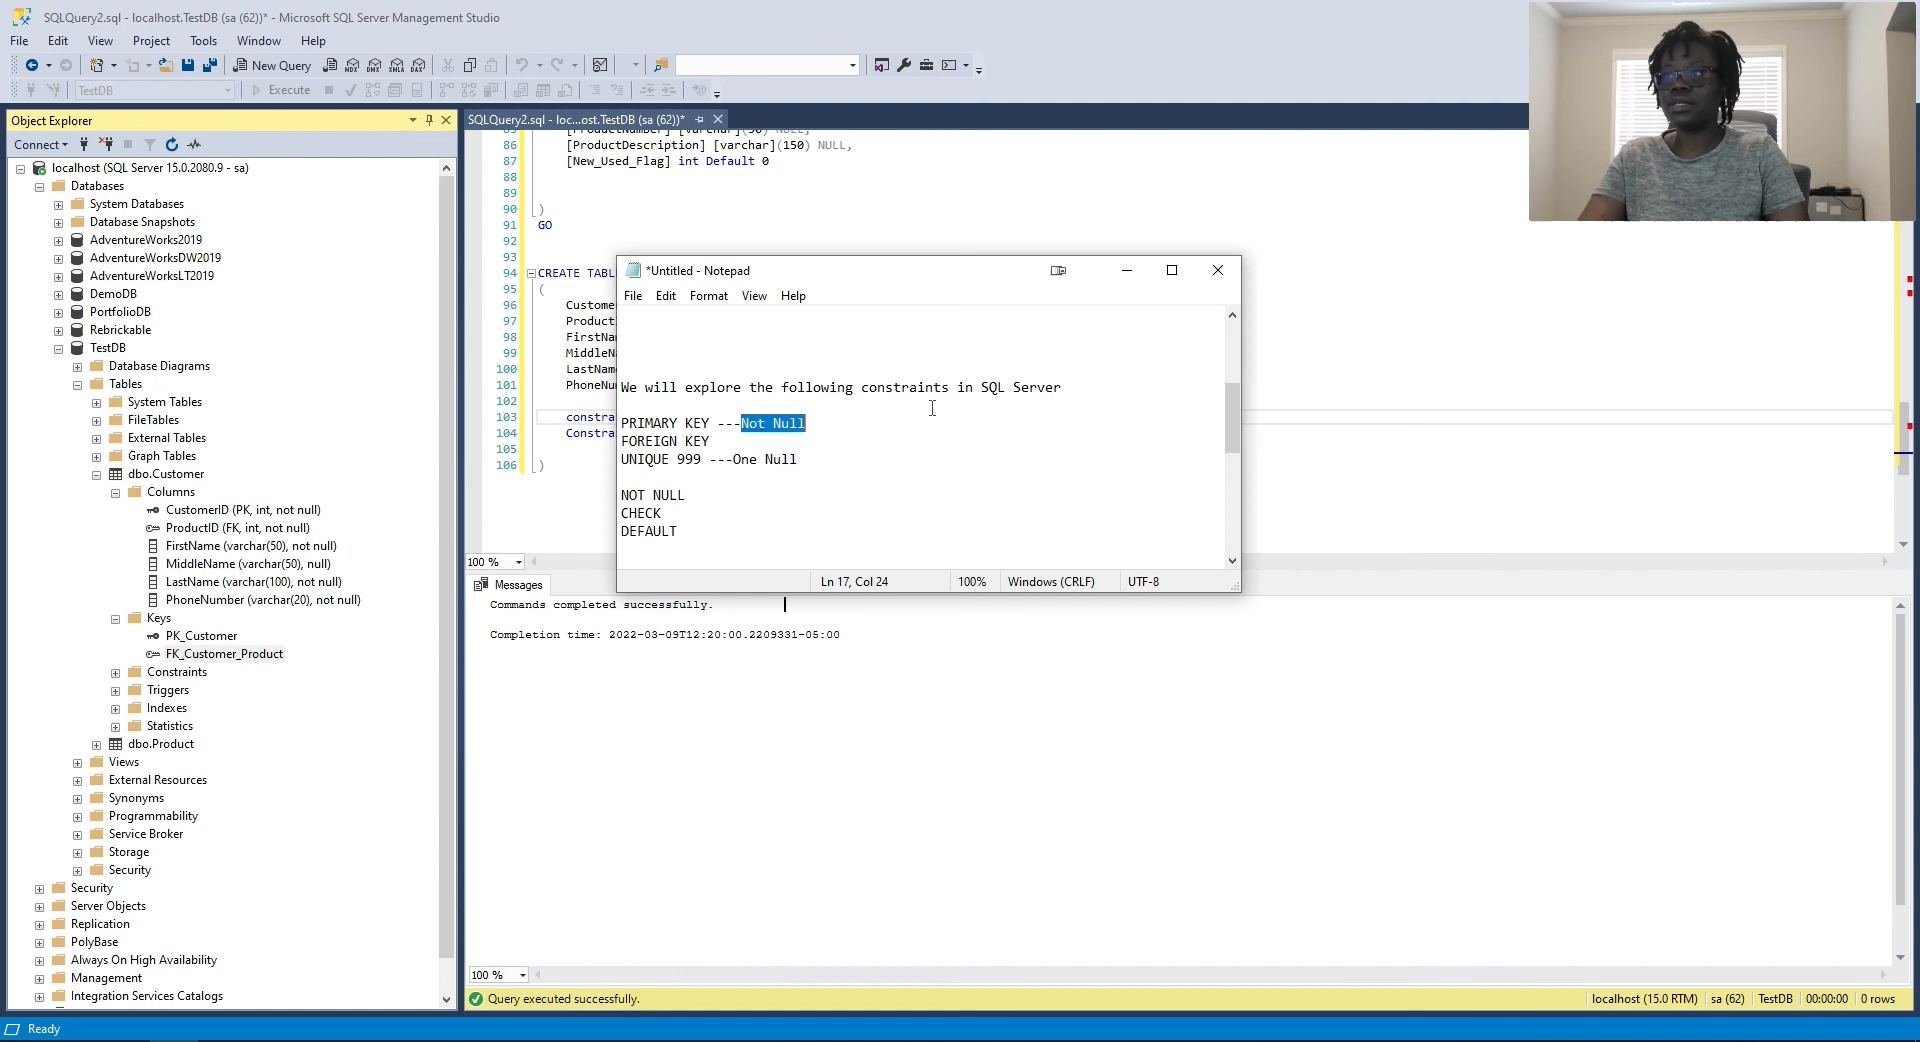 SQLQuery2.sql - localhost.TestDB (sa (62))* - Microsoft SQL Server Management Studio
File Edit View Project Tools Window Help
New Query
TestDB Execute
Object Explorer
Connect
localhost (SQL Server 15.0.2080.9 - sa)
Databases
System Databases
Database Snapshots
AdventureWorks2019
AdventureWorksDW2019
AdventureWorksLT2019
DemoDB
PortfolioDB
Rebrickable
TestDB
Database Diagrams
Tables
System Tables
FileTables
External Tables
Graph Tables
dbo.Customer
Columns
CustomerID (PK, int, not null)
ProductID (FK, int, not null)
FirstName (varchar(50), not null)
MiddleName (varchar(50), null)
LastName (varchar(100), not null)
PhoneNumber (varchar(20), not null)
Keys
PK_Customer
FK_Customer_Product
Constraints
Triggers
Indexes
Statistics
dbo.Product
Views
External Resources
Synonyms
Programmability
Service Broker
Storage
Security
Security
Server Objects
Replication
PolyBase
Always On High Availability
Management
Integration Services Catalogs
SQLQuery2.sql - loc...ost.TestDB (sa (62))*
86 [ProductDescription] [varchar](150) NULL,
87 [New_Used_Flag] int Default 0
88
89
90 )
91 GO
92
93
94 CREATE TABL
95 (
96 Custome
97 Product
98 FirstNa
99 MiddleN
100 LastNam
101 PhoneNu
102
103 constra
104 Constra
105
106 )
100 %
*Untitled - Notepad
File Edit Format View Help
We will explore the following constraints in SQL Server
PRIMARY KEY ---Not Null
FOREIGN KEY
UNIQUE 999 ---One Null
NOT NULL
CHECK
DEFAULT
Ln 17, Col 24 100% Windows (CRLF) UTF-8
Messages
Commands completed successfully.
Completion time: 2022-03-09T12:20:00.2209331-05:00
100 %
Query executed successfully. localhost (15.0 RTM) sa (62) TestDB 00:00:00 0 rows
Ready